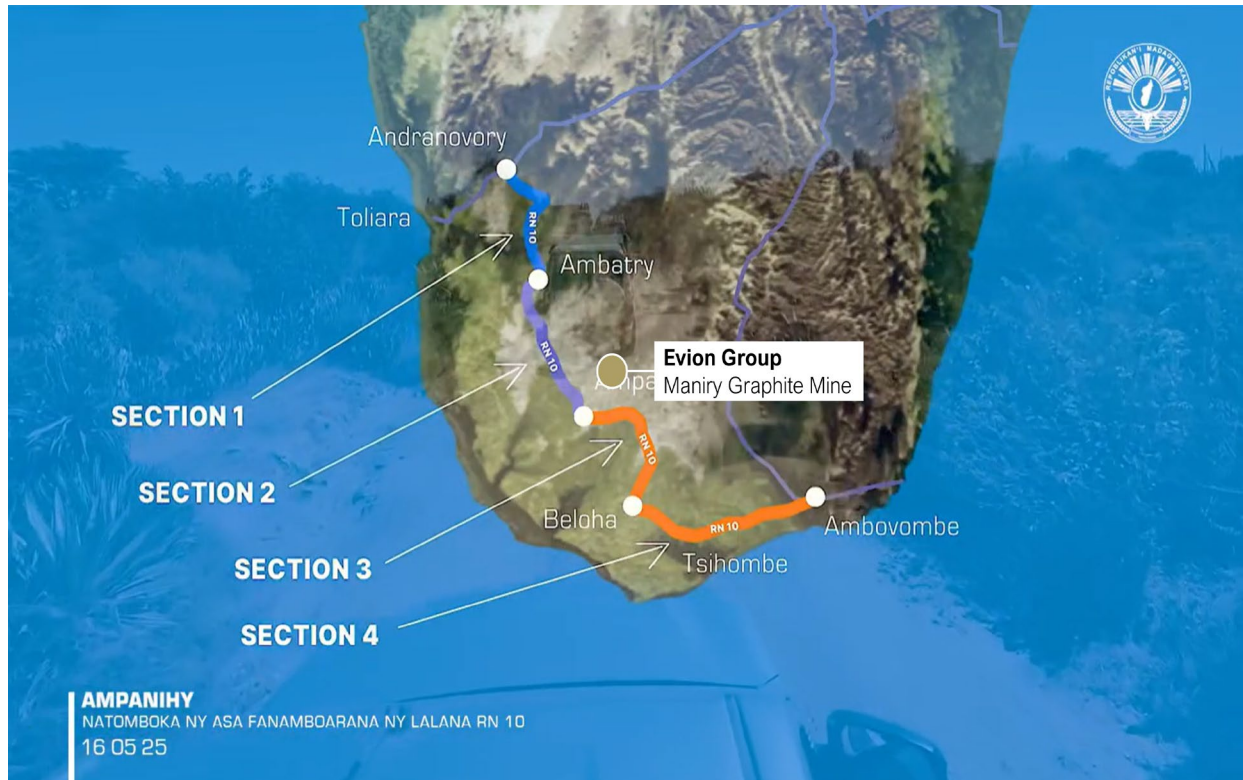 REPOBLIKAN'I MADAGASIKARA
Andranovory
Toliara
RN 10
Ambatry
RN 10
Evion Group
Maniry Graphite Mine
SECTION 1
SECTION 2
RN 10
Beloha
RN 10
Ambovombe
Tsihombe
SECTION 3
SECTION 4
AMPANIHY
NATOMBOKA NY ASA FANAMBOARANA NY LALANA RN 10
16 05 25